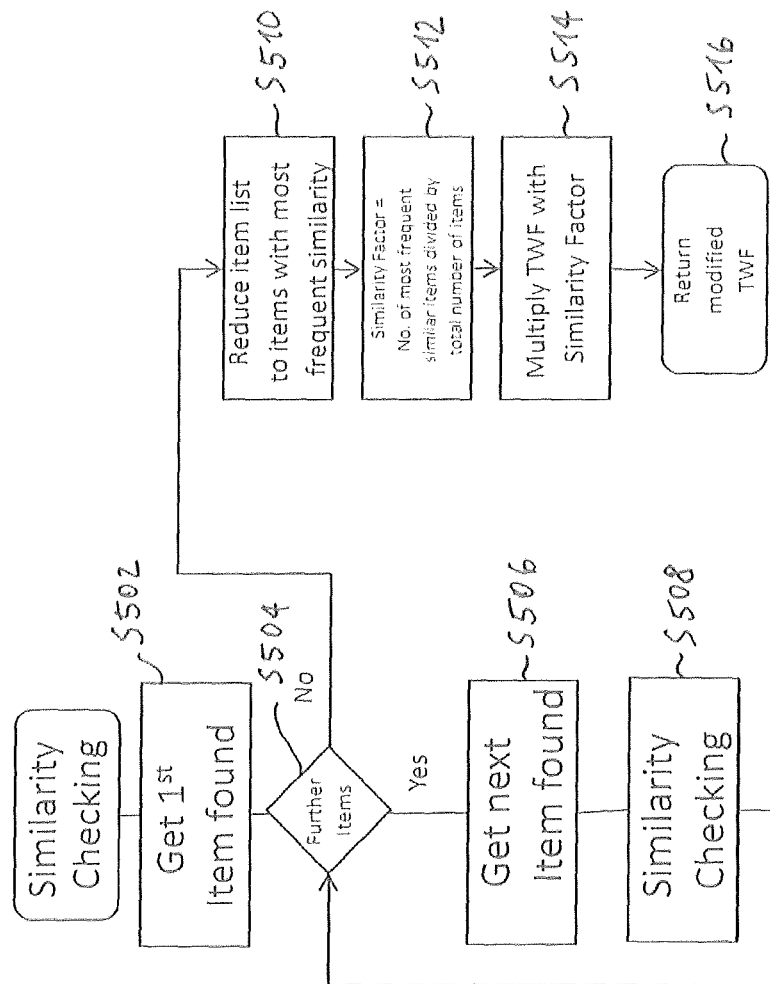 Similarity
Checking
Get 1st
Item found
S502
Further
Items
S504
No
Yes
Get next
Item found
S506
Similarity
Checking
S508
Reduce item list
to items with most
frequent similarity
S510
Similarity Factor =
No. of most frequent
similar items divided by
total number of items
S512
Multiply TWF with
Similarity Factor
S514
Return
modified
TWF
S516